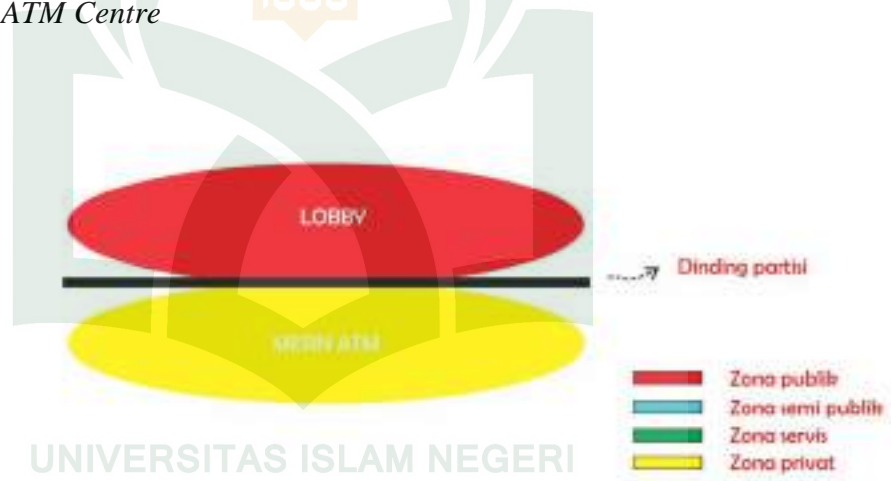 ATM Centre
LOBBY
Dinding partisi
MESIN ATM
Zona publik
Zona semi publik
Zona servis
Zona privat
UNIVERSITAS ISLAM NEGERI